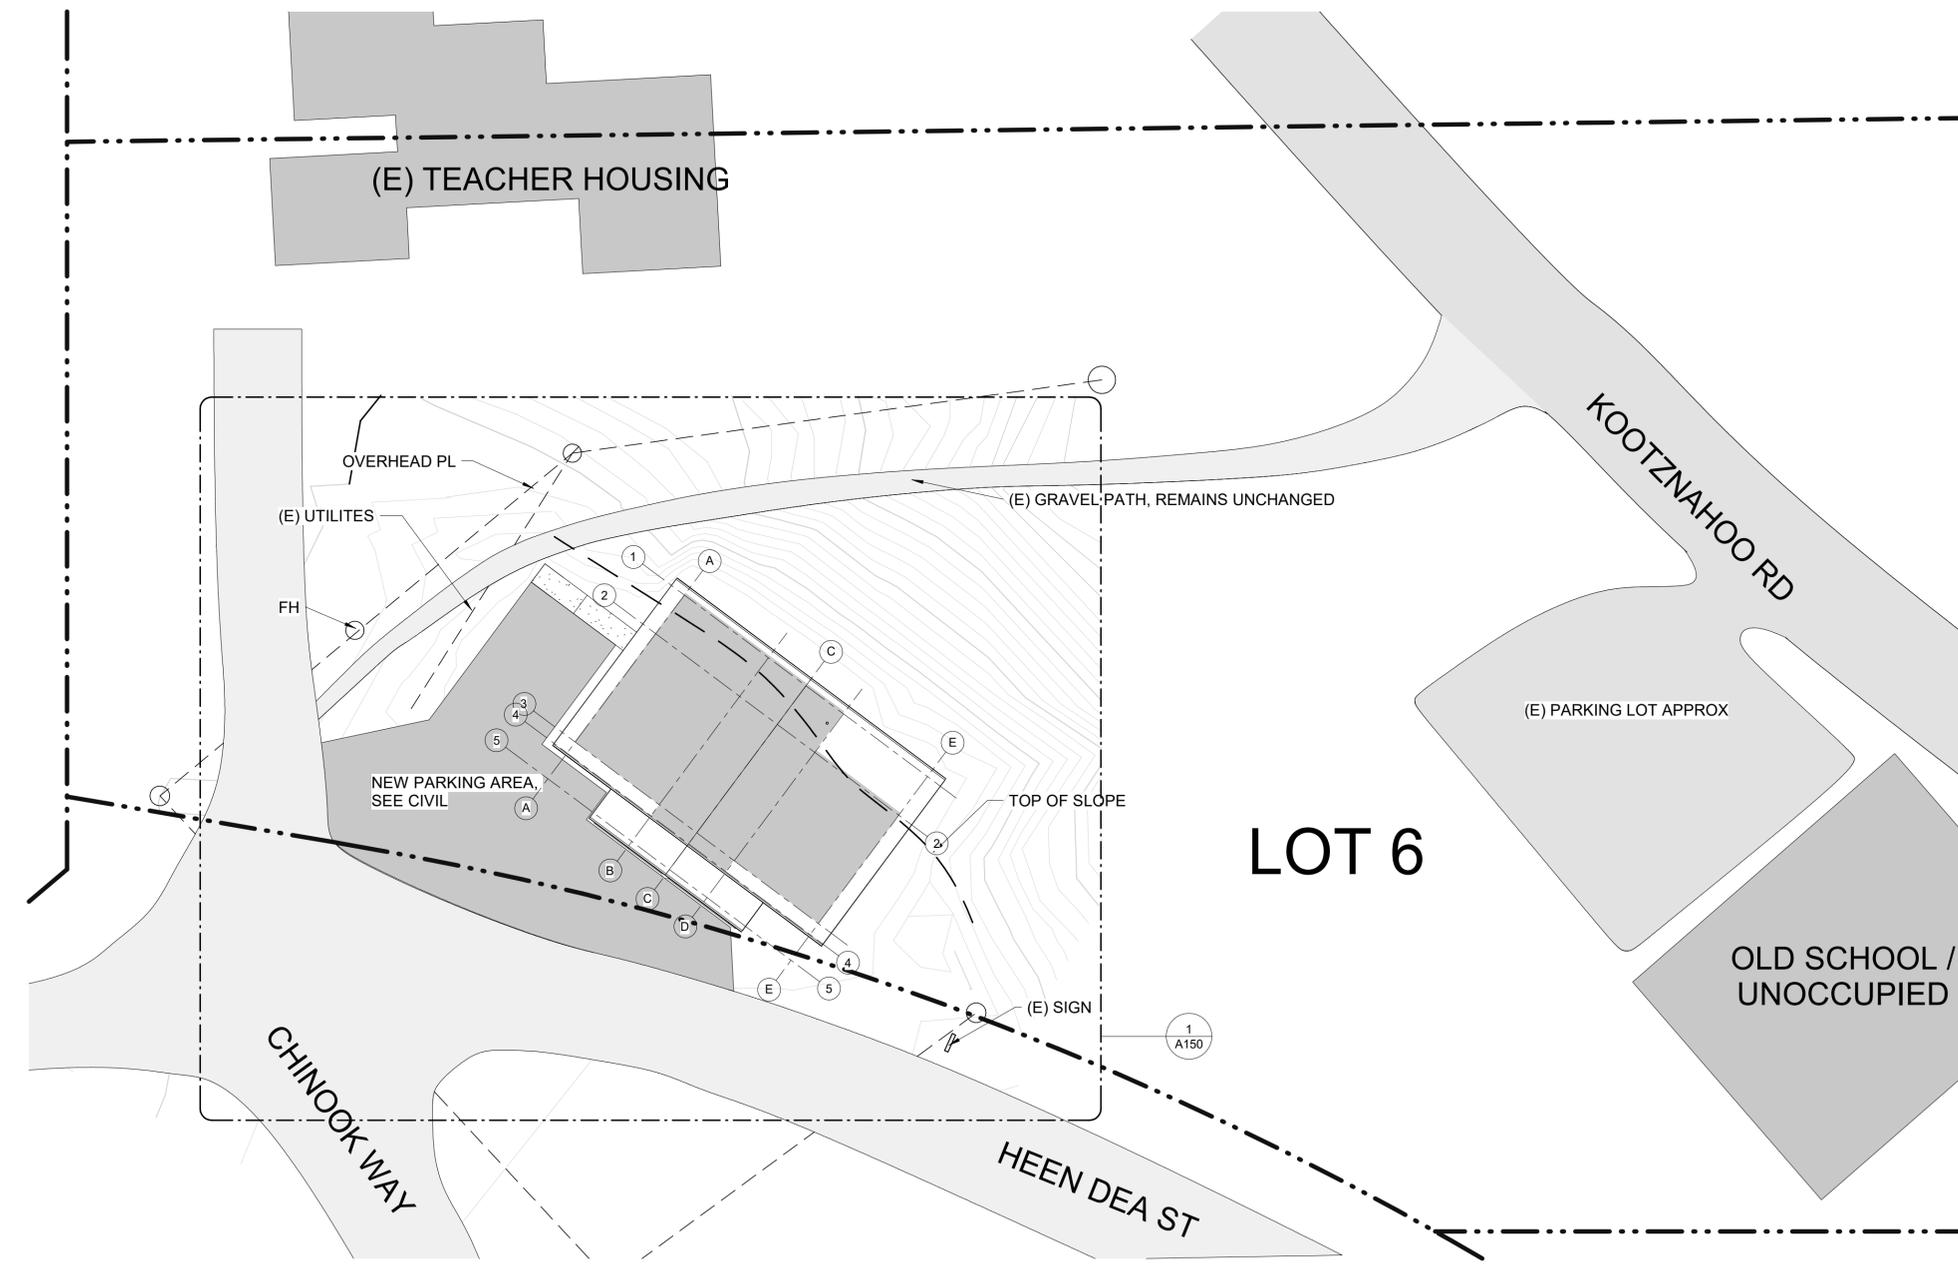 (E) TEACHER HOUSING
KOOTZNAHOO RD
OVERHEAD PL
(E) GRAVEL PATH, REMAINS UNCHANGED
(E) UTILITES
1
A
2
FH
C
3
4
(E) PARKING LOT APPROX
5
E
NEW PARKING AREA,
SEE CIVIL
A
TOP OF SLOPE
2
LOT 6
B
C
D
4
E
5
OLD SCHOOL /
UNOCCUPIED
(E) SIGN
1
A150
CHINOOK WAY
HEEN DEA ST